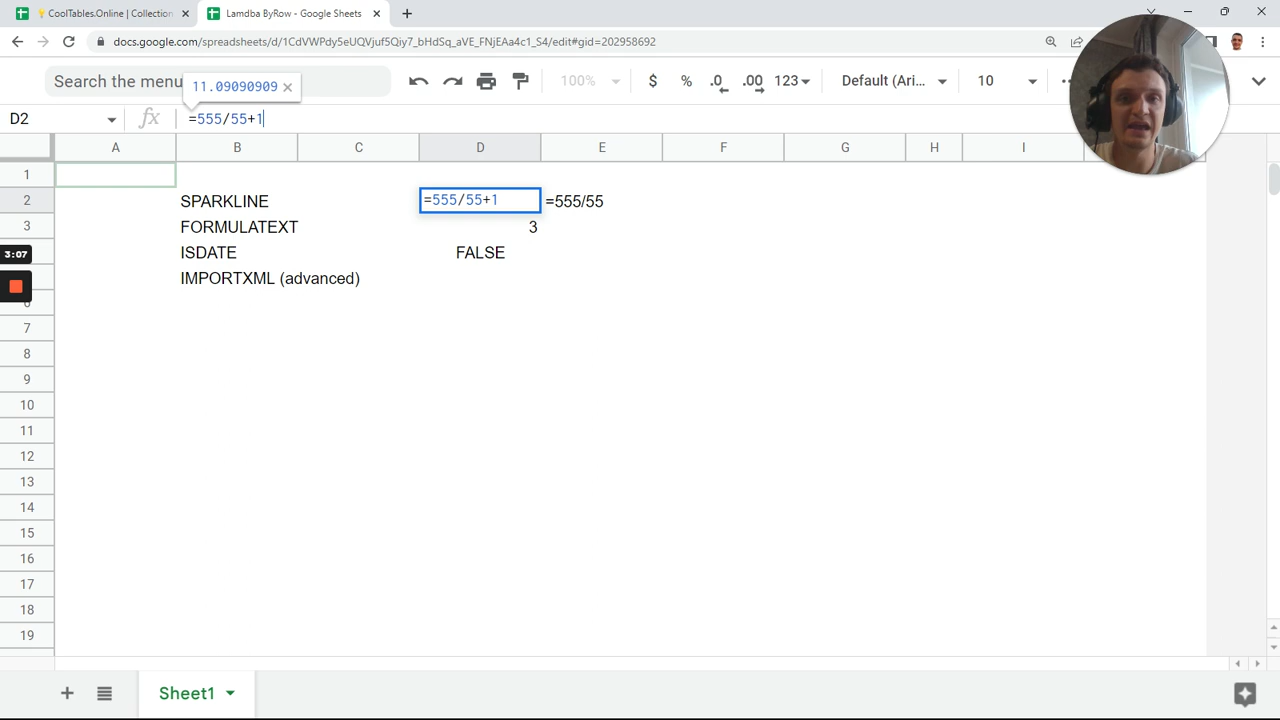 CoolTables.Online | Collection
Lamdba ByRow - Google Sheets
docs.google.com/spreadsheets/d/1CdVWPdy5eUQVjuf5Qiy7_bHdSq_aVE_FNjEAa4c1_S4/edit#gid=202958692
Search the menu
11.09090909
100%
$ % .0 .00 123
Default (Ari...
10
D2
fx
=555/55+1
A B C D E F G H I
1
2 SPARKLINE =555/55+1 =555/55
3 FORMULATEXT 3
3:07 ISDATE FALSE
IMPORTXML (advanced)
6
7
8
9
10
11
12
13
14
15
16
17
18
19
Sheet1